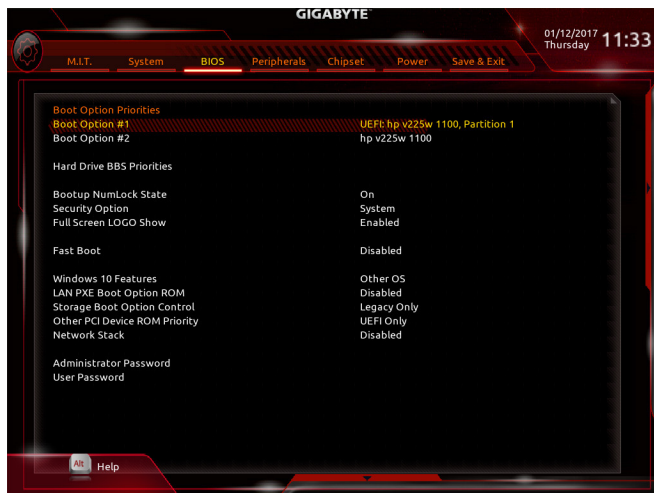 GIGABYTE™
01/12/2017 11:33
Thursday
M.I.T. System BIOS Peripherals Chipset Power Save & Exit
Boot Option Priorities
Boot Option #1 UEFI: hp v225w 1100, Partition 1
Boot Option #2 hp v225w 1100
Hard Drive BBS Priorities
Bootup NumLock State On
Security Option System
Full Screen LOGO Show Enabled
Fast Boot Disabled
Windows 10 Features Other OS
LAN PXE Boot Option ROM Disabled
Storage Boot Option Control Legacy Only
Other PCI Device ROM Priority UEFI Only
Network Stack Disabled
Administrator Password
User Password
Alt Help